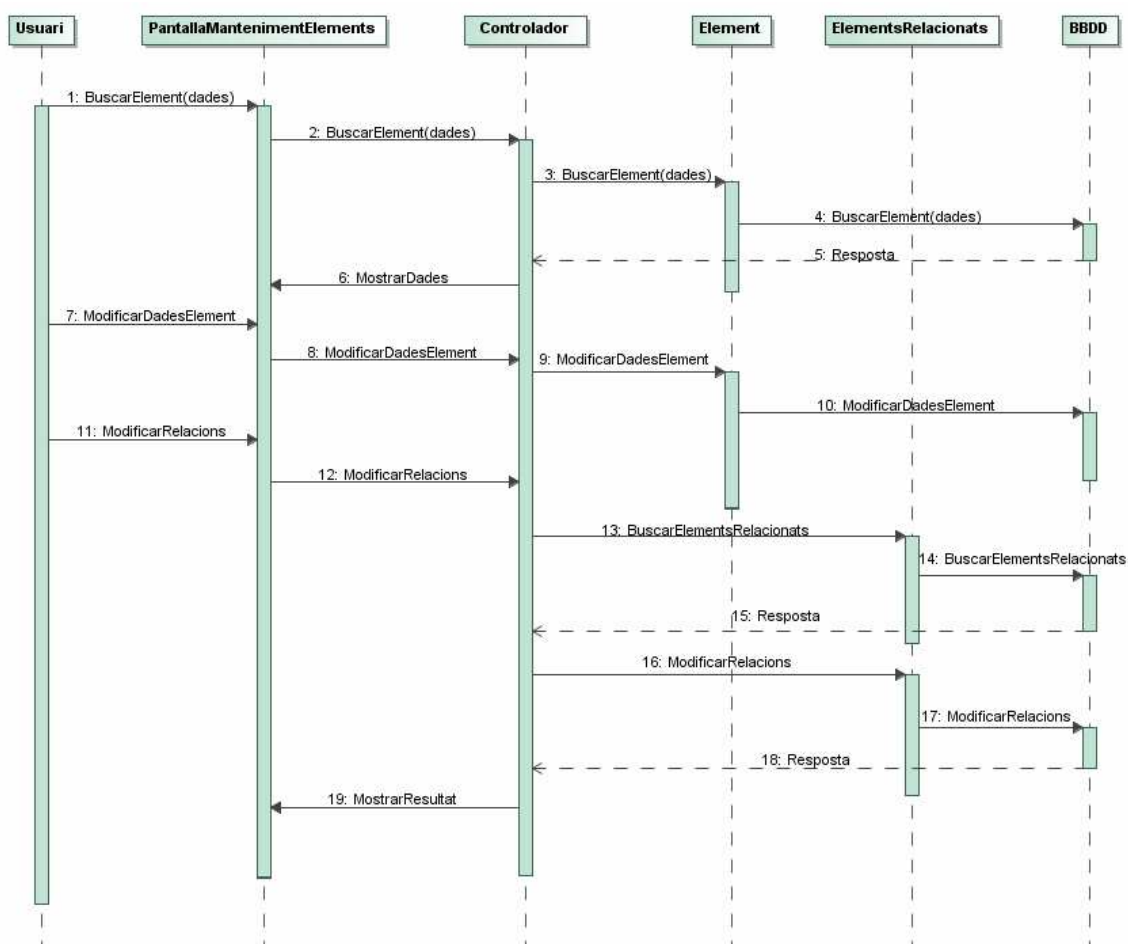 Usuari
PantallaMantenimentElements
Controlador
Element
ElementsRelacionats
BBDD
1: BuscarElement(dades)
2: BuscarElement(dades)
3: BuscarElement(dades)
4: BuscarElement(dades)
5: Resposta
6: MostrarDades
7: ModificarDadesElement
8: ModificarDadesElement
9: ModificarDadesElement
10: ModificarDadesElement
11: ModificarRelacions
12: ModificarRelacions
13: BuscarElementsRelacionats
14: BuscarElementsRelacionats
15: Resposta
16: ModificarRelacions
17: ModificarRelacions
18: Resposta
19: MostrarResultat